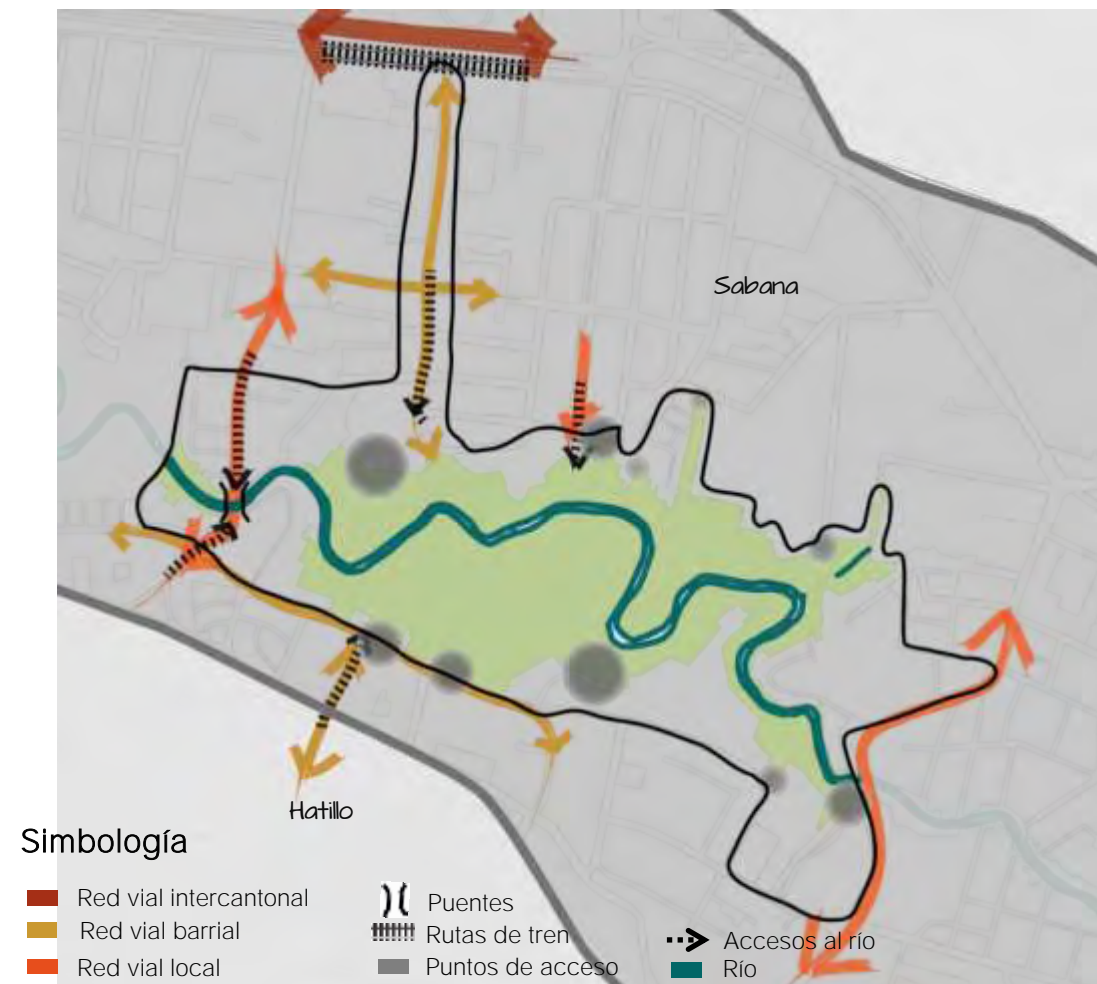 Sabana
Hatillo
Simbología
Red vial intercantonal
Red vial barrial
Red vial local
Puentes
Rutas de tren
Puntos de acceso
Accesos al río
Río